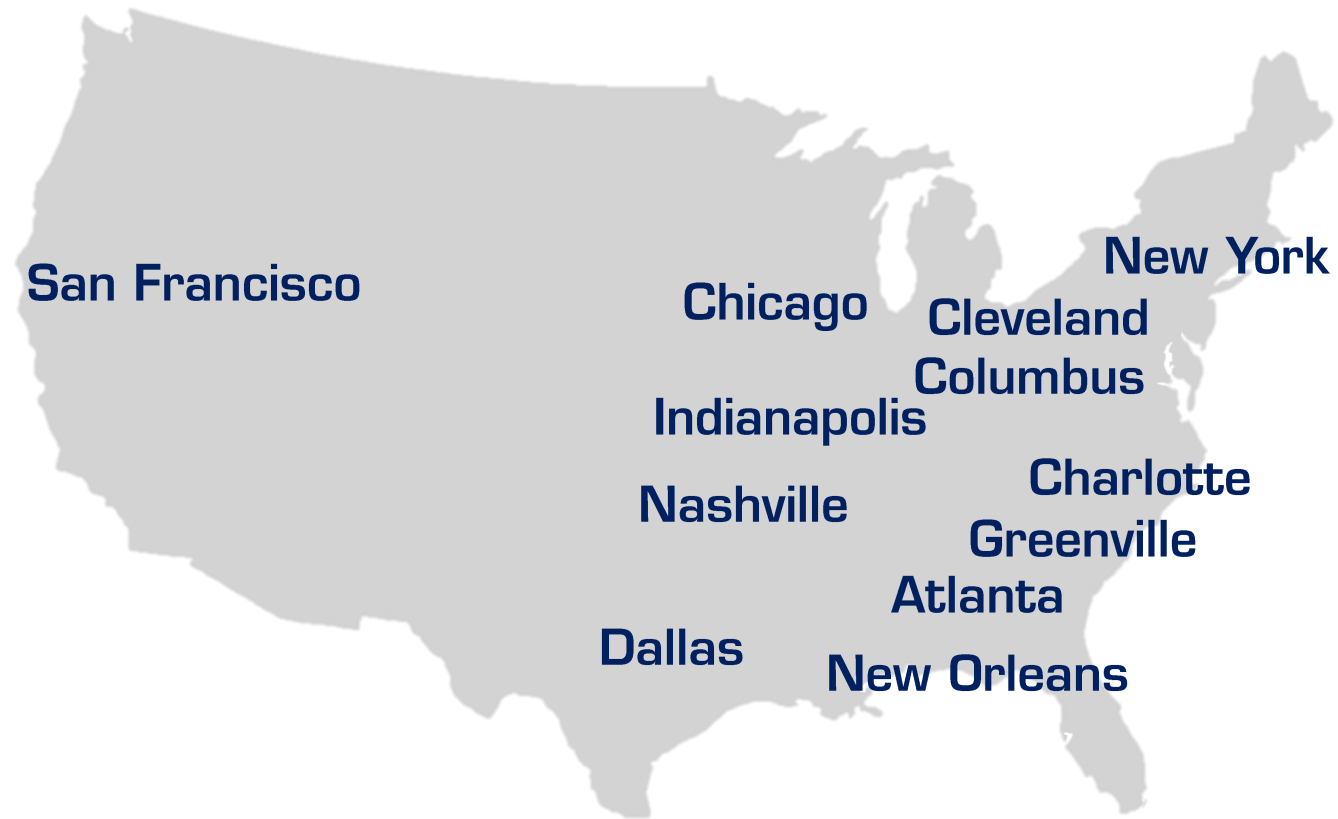 New York
San Francisco
Chicago
Cleveland
Columbus
Indianapolis
Charlotte
Nashville
Greenville
Atlanta
Dallas
New Orleans